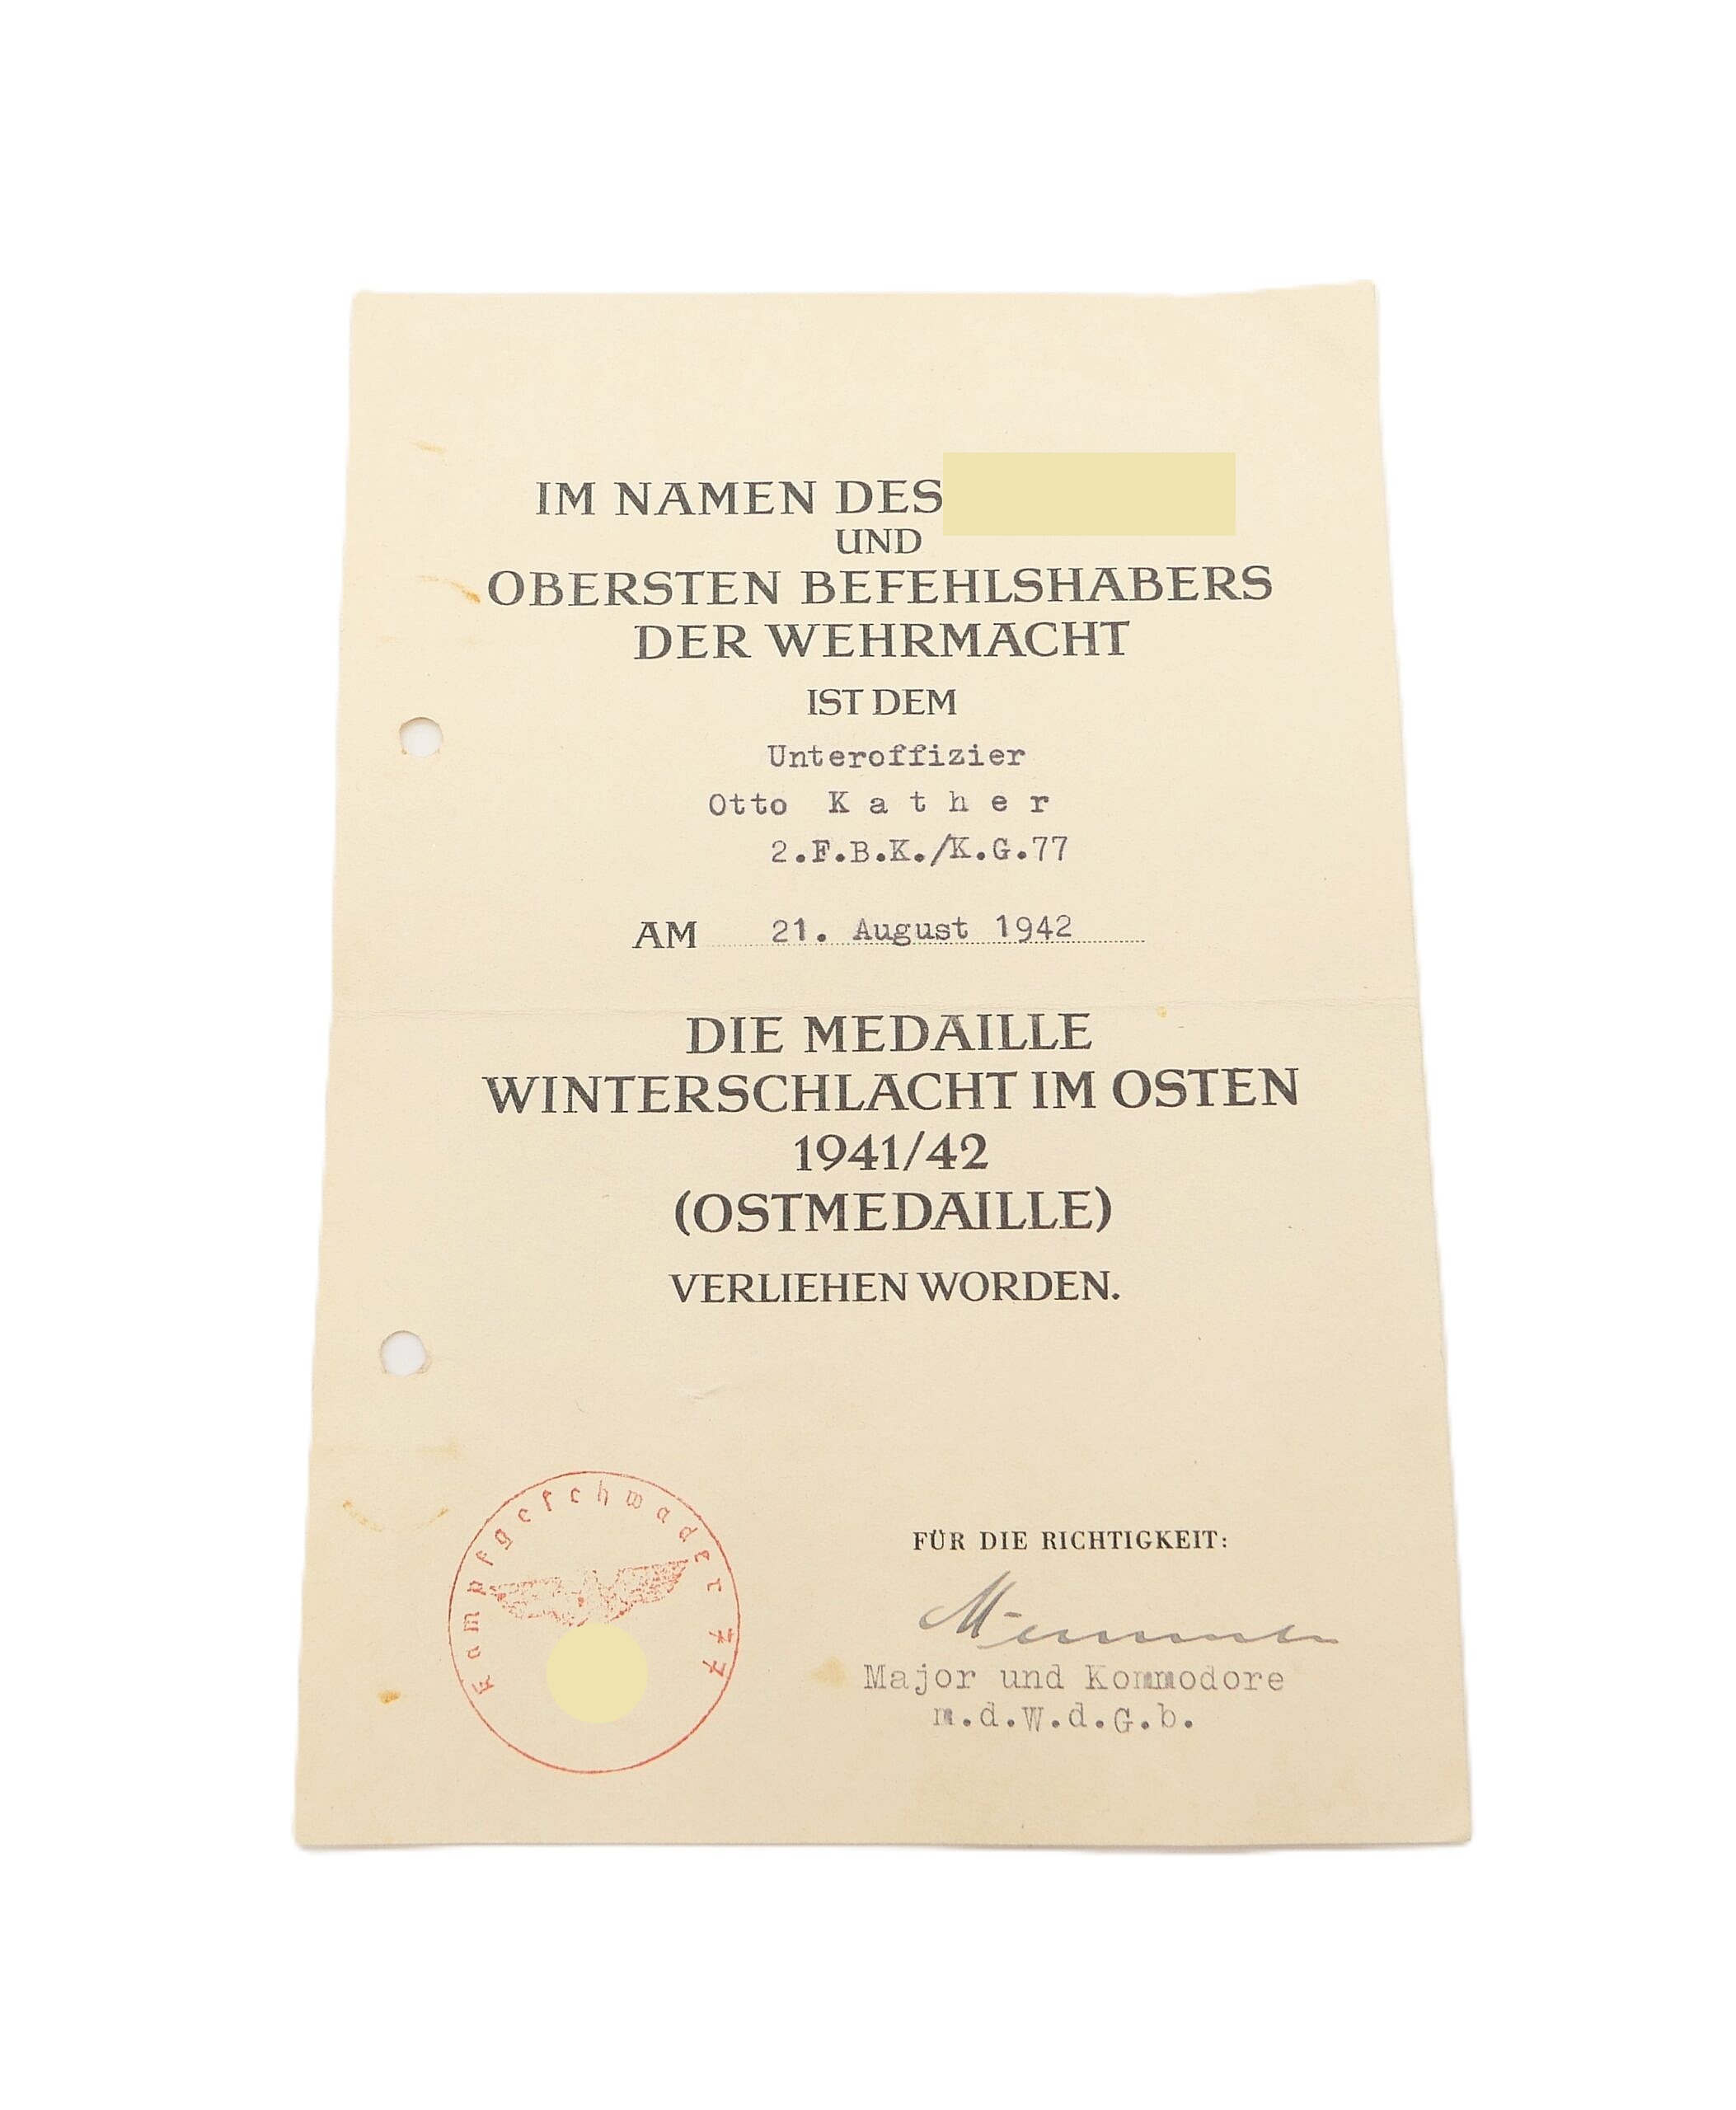 IM NAMEN DES
UND
OBERSTEN BEFEHLSHABERS
DER WEHRMACHT
IST DEM
Unteroffizier
Otto Kather
2.F.B.K./K.G.77
AM 21. August 1942
DIE MEDAILLE
WINTERSCHLACHT IM OSTEN
1941/42
(OSTMEDAILLE)
VERLIEHEN WORDEN.
Kampfgeschwader 77
FÜR DIE RICHTIGKEIT:
Major und Kommodore
m.d.W.d.G.b.